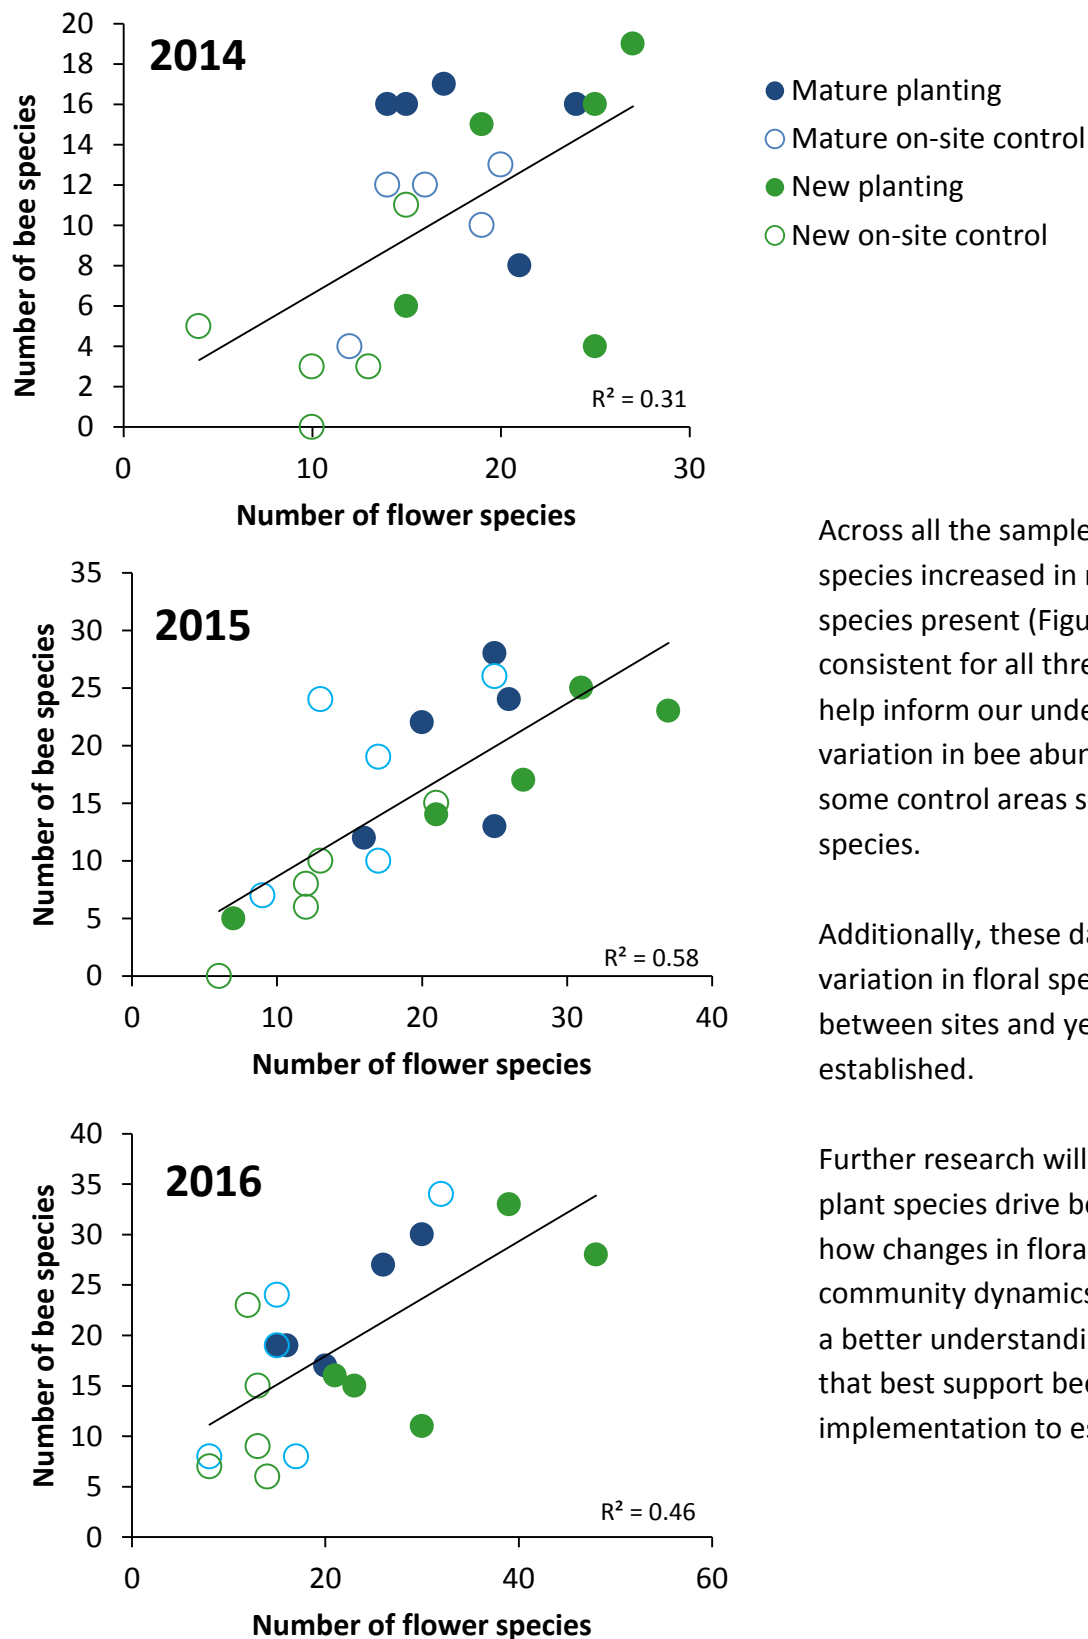 2014
Number of bee species
20
18
16
14
12
10
8
6
4
2
0
0 10 20 30
Number of flower species
R² = 0.31
Mature planting
Mature on-site control
New planting
New on-site control
2015
Number of bee species
35
30
25
20
15
10
5
0
0 10 20 30 40
Number of flower species
R² = 0.58
2016
Number of bee species
40
35
30
25
20
15
10
5
0
0 20 40 60
Number of flower species
R² = 0.46
Across all the sample
species increased in
species present (Figu
consistent for all thre
help inform our unde
variation in bee abun
some control areas s
species.
Additionally, these da
variation in floral spe
between sites and ye
established.
Further research will
plant species drive be
how changes in flora
community dynamics
a better understandi
that best support bee
implementation to es